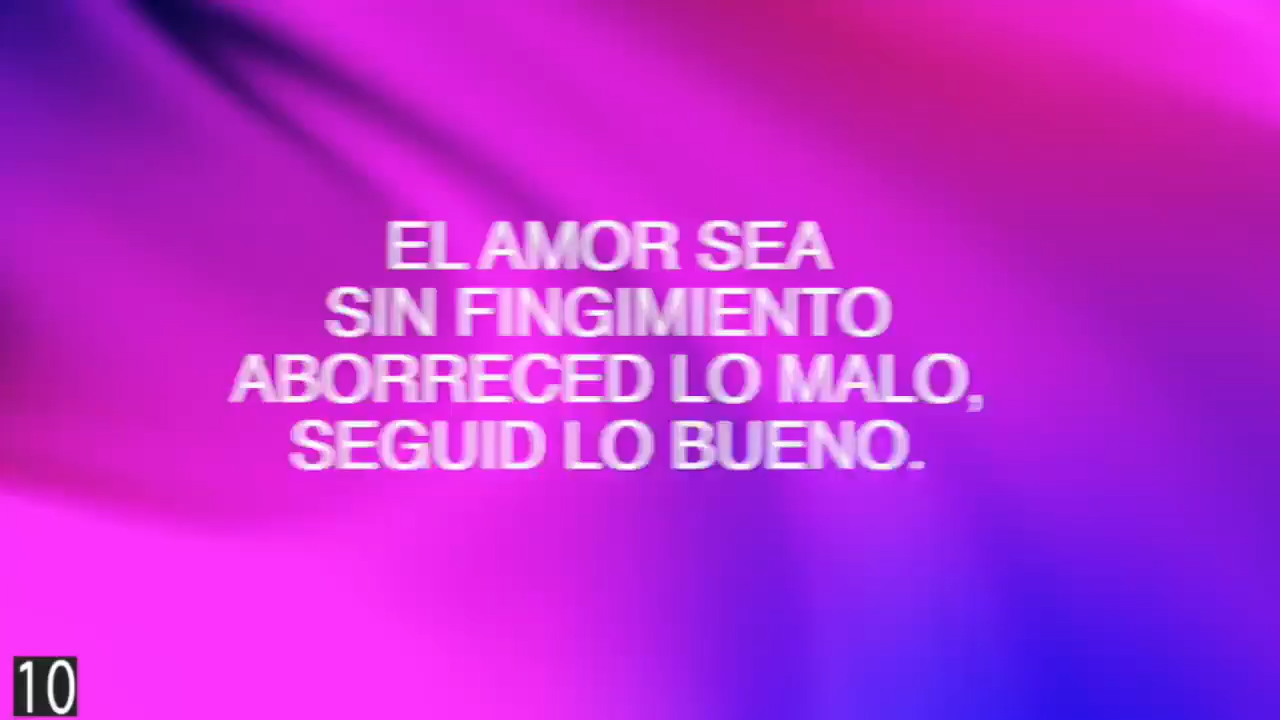 EL AMOR SEA
SIN FINGIMIENTO
ABORRECED LO MALO,
SEGUID LO BUENO.
10